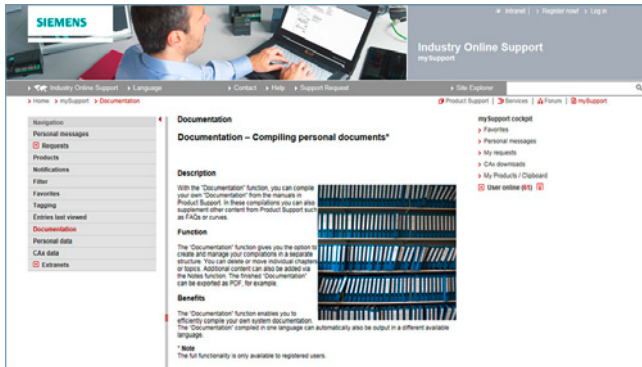 SIEMENS
Intranet | Register now! Log in
Industry Online Support
mySupport
Industry Online Support Language Contact Help Support Request Site Explorer
Home mySupport Documentation Product Support | Services | Forum | mySupport
Navigation
Personal messages
Requests
Products
Notifications
Filter
Favorites
Tagging
Entries last viewed
Documentation
Personal data
CAx data
Extranets
Documentation
Documentation – Compiling personal documents*
Description
With the "Documentation" function, you can compile
your own "Documentation" from the manuals in
Product Support. In these compilations you can also
supplement other content from Product Support such
as FAQs or curves.
Function
The "Documentation" function gives you the option to
create and manage your compilations in a separate
structure. You can delete or move individual chapters
or topics. Additional content can also be added via
the Notes function. The finished "Documentation"
can be exported as PDF, for example.
Benefits
The "Documentation" function enables you to
efficiently compile your own system documentation.
The "Documentation" compiled in one language can automatically also be output in a different available
language.
* Note
The full functionality is only available to registered users.
mySupport cockpit
Favorites
Personal messages
My requests
CAx downloads
My Products / Clipboard
User online (61)